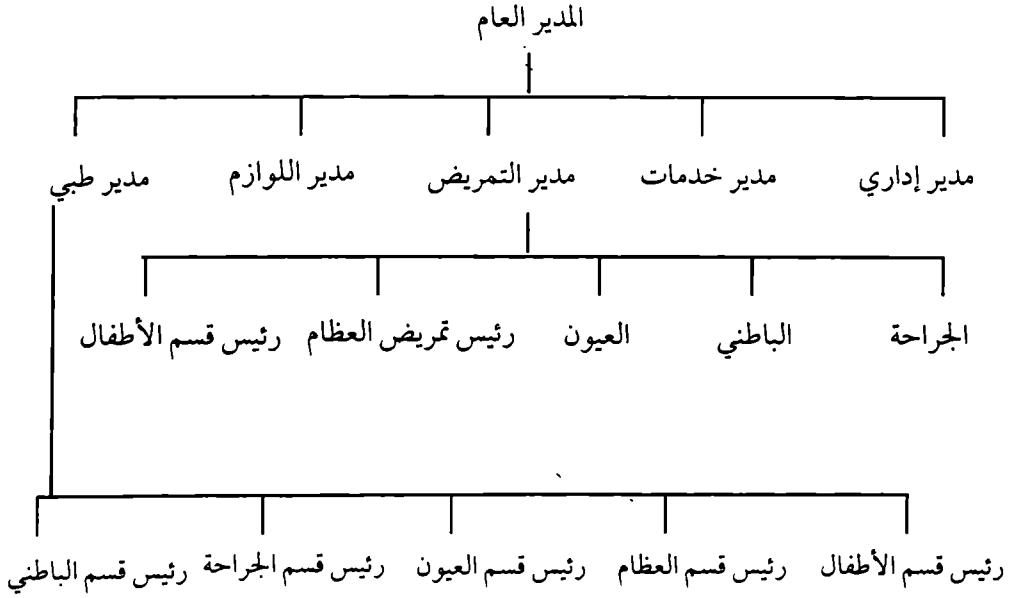 المدير العام
مدير إداري مدير خدمات مدير التمريض مدير اللوازم مدير طبي
الجراحة الباطني العيون رئيس تمريض العظام رئيس قسم الأطفال
رئيس قسم الأطفال رئيس قسم العظام رئيس قسم العيون رئيس قسم الجراحة رئيس قسم الباطني